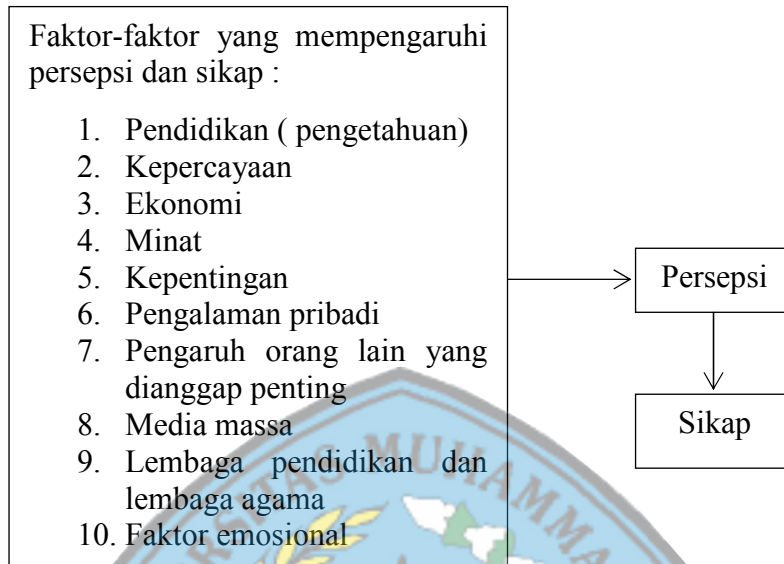 Faktor-faktor yang mempengaruhi
persepsi dan sikap :
1. Pendidikan ( pengetahuan)
2. Kepercayaan
3. Ekonomi
4. Minat
5. Kepentingan
6. Pengalaman pribadi
7. Pengaruh orang lain yang
dianggap penting
8. Media massa
9. Lembaga pendidikan dan
lembaga agama
10. Faktor emosional
Persepsi
Sikap